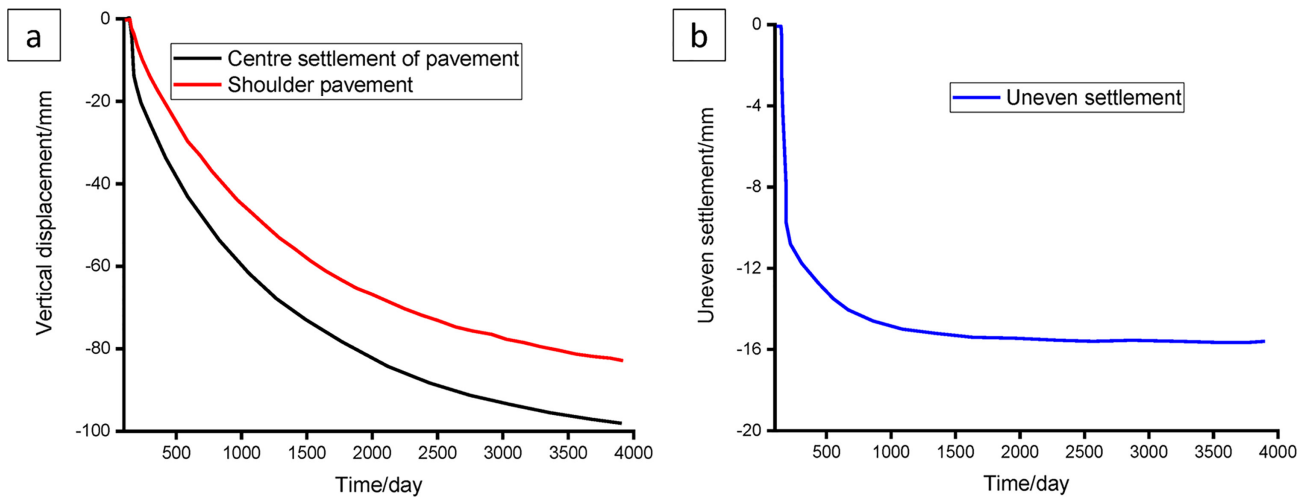 a
Centre settlement of pavement
Shoulder pavement
Vertical displacement/mm
0
-20
-40
-60
-80
-100
500 1000 1500 2000 2500 3000 3500 4000
Time/day
b
Uneven settlement
Uneven settlement/mm
0
-4
-8
-12
-16
-20
500 1000 1500 2000 2500 3000 3500 4000
Time/day